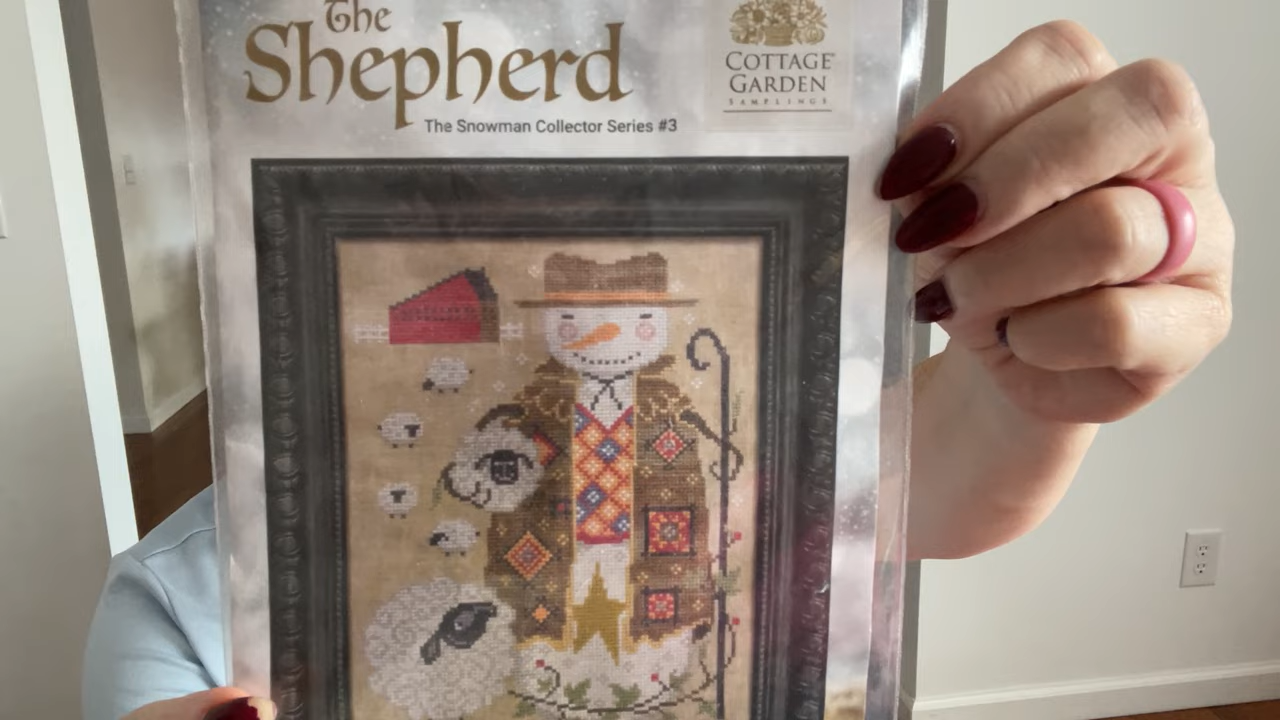 The
Shepherd
The Snowman Collector Series #3
COTTAGE
GARDEN
SAMPLINGS